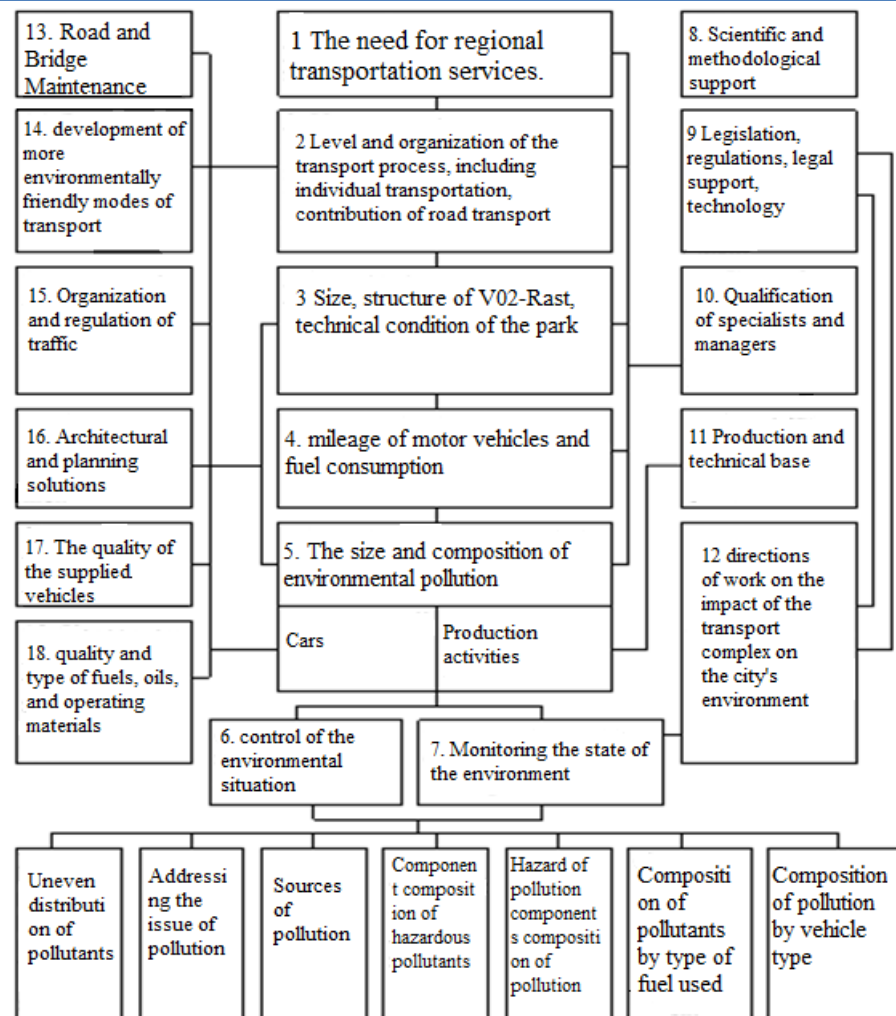 13. Road and
Bridge
Maintenance
14. development of
more
environmentally
friendly modes of
transport
15. Organization
and regulation of
traffic
16. Architectural
and planning
solutions
17. The quality of
the supplied
vehicles
18. quality and
type of fuels, oils,
and operating
materials
1 The need for regional
transportation services.
2 Level and organization of the
transport process, including
individual transportation,
contribution of road transport
3 Size, structure of V02-Rast,
technical condition of the park
4. mileage of motor vehicles and
fuel consumption
5. The size and composition of
environmental pollution
Cars
Production
activities
8. Scientific and
methodological
support
9 Legislation,
regulations, legal
support,
technology
10. Qualification
of specialists and
managers
11 Production and
technical base
12 directions
of work on the
impact of the
transport
complex on
the city's
environment
6. control of the
environmental
situation
7. Monitoring the state of
the environment
Uneven
distributi
on of
pollutants
Addressi
ng the
issue of
pollution
Sources
of
pollution
Componen
t composit
ion of
hazardous
pollutants
Hazard of
pollution
component
s compositi
on of
pollution
Compositi
on of
pollutants
by type of
fuel used
Composition
of pollution
by vehicle
type